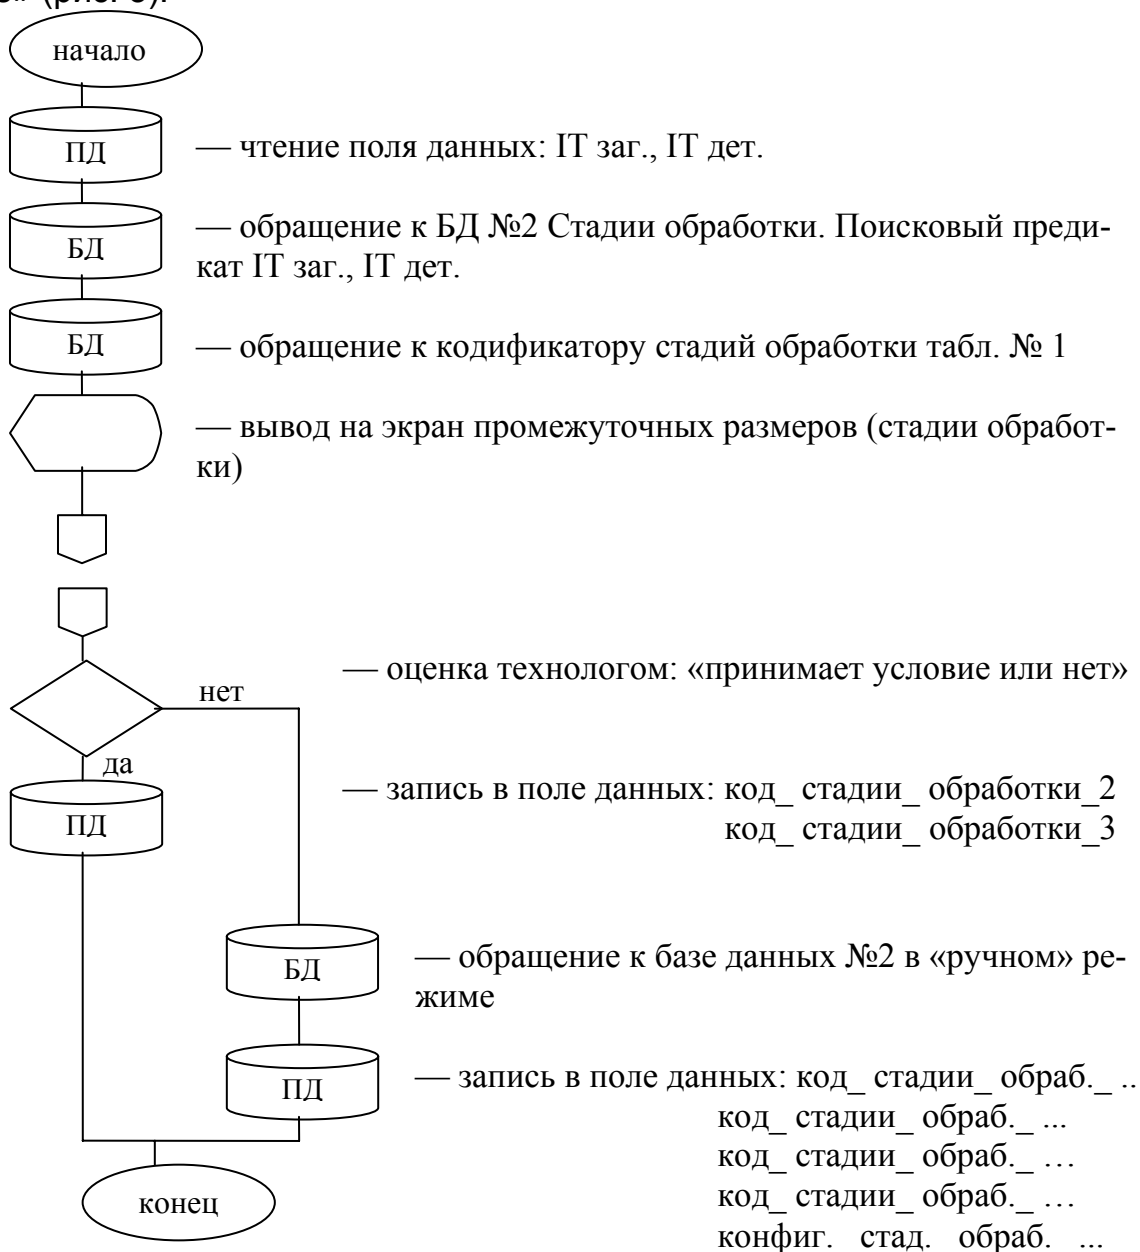 (рис. 3).
начало
ПД
— чтение поля данных: IT заг., IT дет.
БД
— обращение к БД №2 Стадии обработки. Поисковый преди-
кат IT заг., IT дет.
БД
— обращение к кодификатору стадий обработки табл. № 1
— вывод на экран промежуточных размеров (стадии обработ-
ки)
— оценка технологом: «принимает условие или нет»
нет
да
ПД
— запись в поле данных: код_ стадии_ обработки_2
код_ стадии_ обработки_3
БД
— обращение к базе данных №2 в «ручном» ре-
жиме
ПД
— запись в поле данных: код_ стадии_ обраб._ ..
код_ стадии_ обраб._ ...
код_ стадии_ обраб._ …
код_ стадии_ обраб._ …
конфиг._ стад._ обраб._ ...
конец